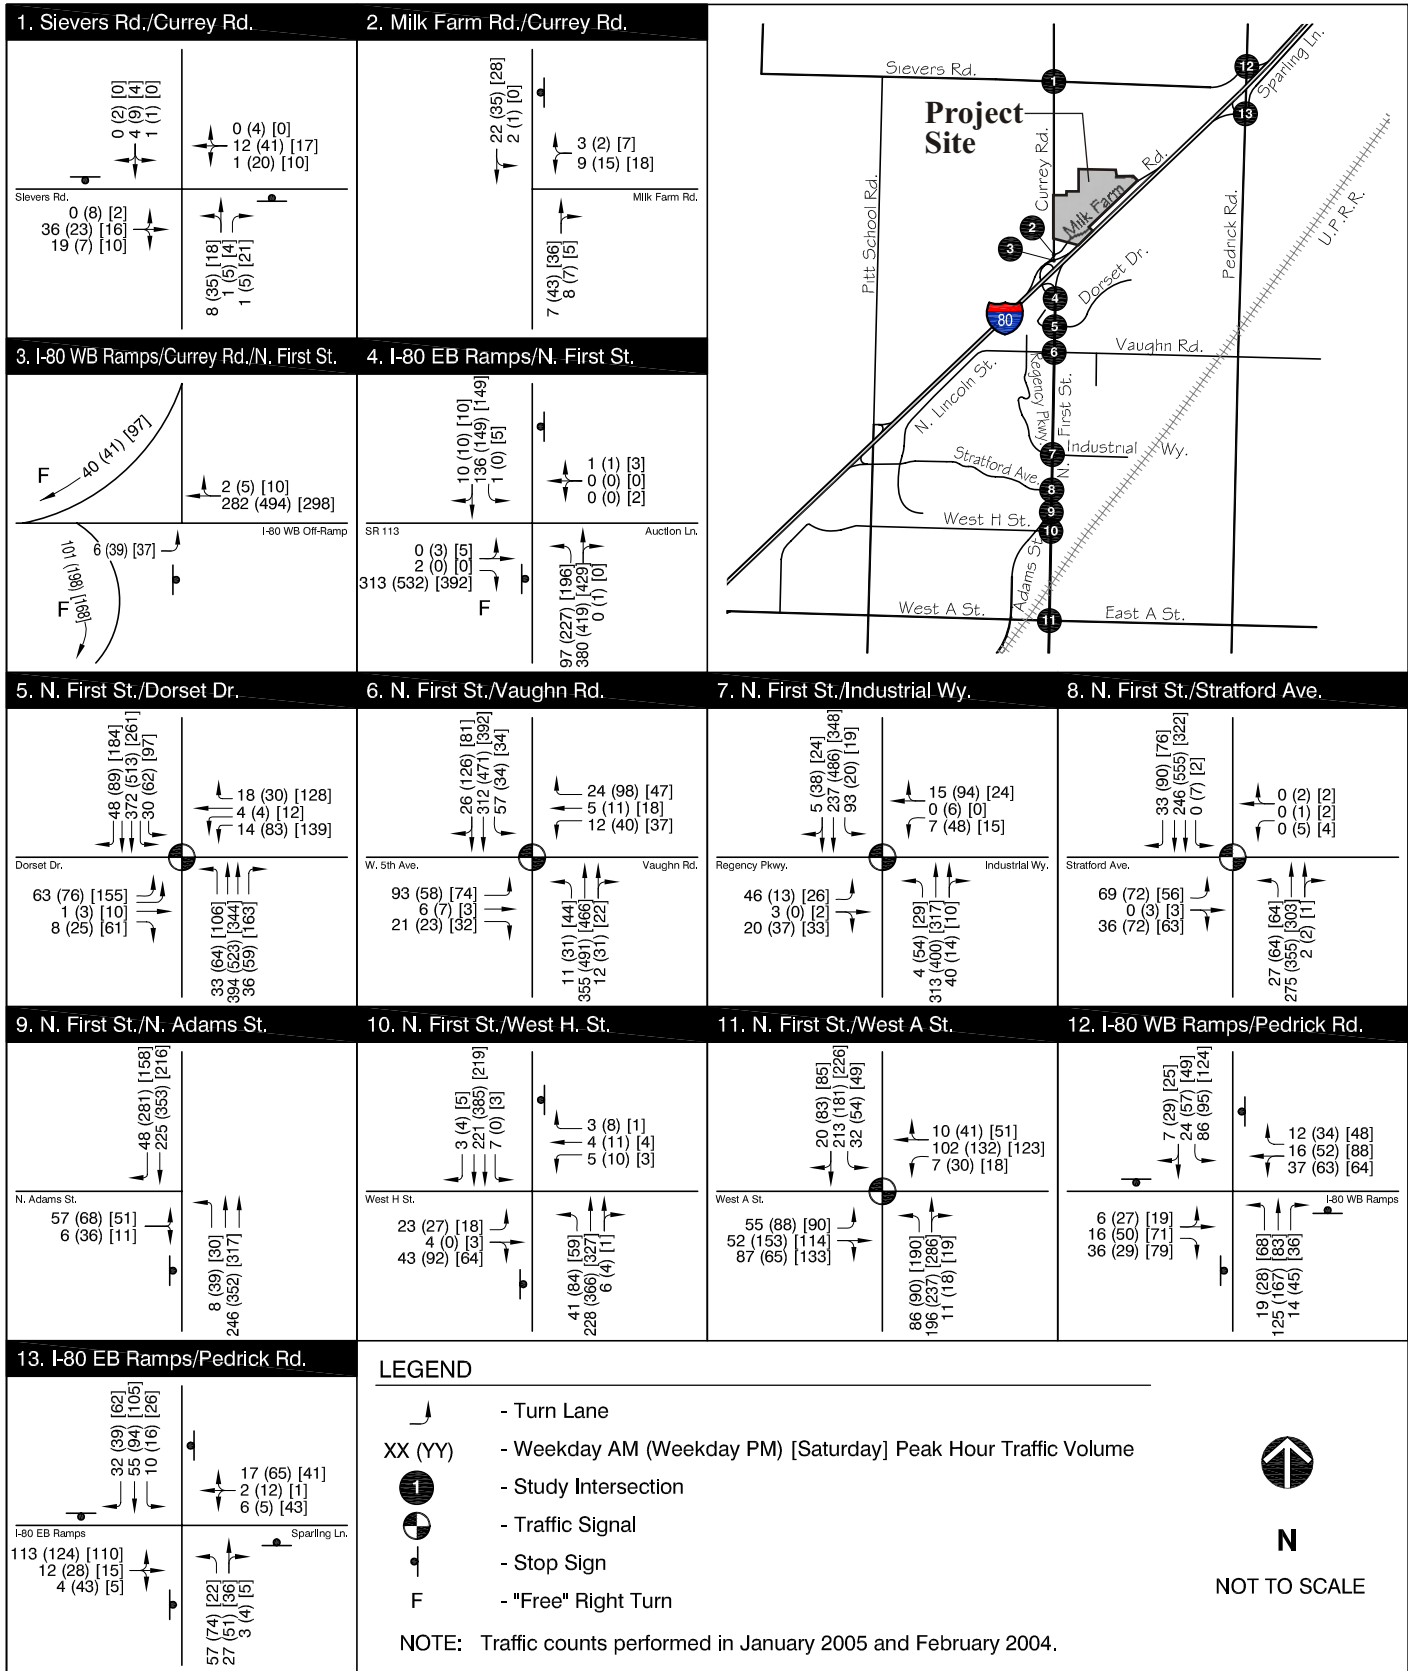 1. Sievers Rd./Currey Rd.
0 (2) [0]
4 (9) [4]
1 (1) [0]
0 (4) [0]
12 (41) [17]
1 (20) [10]
Sievers Rd.
0 (8) [2]
36 (23) [16]
19 (7) [10]
8 (35) [18]
1 (5) [4]
1 (5) [21]
2. Milk Farm Rd./Currey Rd.
22 (35) [28]
2 (1) [0]
3 (2) [7]
9 (15) [18]
Milk Farm Rd.
7 (43) [36]
8 (7) [5]
Sievers Rd.
Sparling Ln.
12
1
13
Project
Site
Currey Rd.
Rd.
Milk Farm
Pitt School Rd.
Pedrick Rd.
U.P.R.R.
2
3
4
Dorset Dr.
80
5
6
Vaughn Rd.
N. Lincoln St.
Regency Pkwy.
N. First St.
7
Industrial Wy.
Stratford Ave.
8
9
West H St.
10
Adams St.
West A St.
11
East A St.
3. I-80 WB Ramps/Currey Rd./N. First St.
40 (41) [97]
F
2 (5) [10]
282 (494) [298]
I-80 WB Off-Ramp
6 (39) [37]
101 (198) [168]
F
4. I-80 EB Ramps/N. First St.
10 (10) [10]
136 (149) [149]
1 (0) [5]
1 (1) [3]
0 (0) [0]
0 (0) [2]
SR 113
Auction Ln.
0 (3) [5]
2 (0) [0]
313 (532) [392]
F
97 (227) [196]
380 (419) [429]
0 (1) [0]
5. N. First St./Dorset Dr.
48 (89) [184]
372 (513) [261]
30 (62) [97]
18 (30) [128]
4 (4) [12]
14 (83) [139]
Dorset Dr.
63 (76) [155]
1 (3) [10]
8 (25) [61]
33 (64) [106]
394 (523) [344]
36 (59) [163]
6. N. First St./Vaughn Rd.
26 (126) [81]
312 (471) [392]
57 (34) [34]
24 (98) [47]
5 (11) [18]
12 (40) [37]
W. 5th Ave.
Vaughn Rd.
93 (58) [74]
6 (7) [3]
21 (23) [32]
11 (31) [44]
355 (491) [466]
12 (31) [22]
7. N. First St./Industrial Wy.
5 (38) [24]
237 (486) [348]
93 (20) [19]
15 (94) [24]
0 (6) [0]
7 (48) [15]
Regency Pkwy.
Industrial Wy.
46 (13) [26]
3 (0) [2]
20 (37) [33]
4 (54) [29]
313 (400) [317]
40 (14) [10]
8. N. First St./Stratford Ave.
33 (90) [76]
246 (555) [322]
0 (7) [2]
0 (2) [2]
0 (1) [2]
0 (5) [4]
Stratford Ave.
69 (72) [56]
0 (3) [3]
36 (72) [63]
27 (64) [64]
275 (355) [303]
2 (2) [1]
9. N. First St./N. Adams St.
48 (281) [158]
225 (353) [216]
N. Adams St.
57 (68) [51]
6 (36) [11]
8 (39) [30]
246 (352) [317]
10. N. First St./West H. St.
3 (4) [5]
221 (385) [219]
7 (0) [3]
3 (8) [1]
4 (11) [4]
5 (10) [3]
West H St.
23 (27) [18]
4 (0) [3]
43 (92) [64]
41 (84) [59]
228 (366) [327]
6 (4) [1]
11. N. First St./West A St.
20 (83) [85]
213 (181) [226]
32 (54) [49]
10 (41) [51]
102 (132) [123]
7 (30) [18]
West A St.
55 (88) [90]
52 (153) [114]
87 (65) [133]
86 (90) [190]
196 (237) [286]
11 (18) [19]
12. I-80 WB Ramps/Pedrick Rd.
7 (29) [25]
24 (57) [49]
86 (95) [124]
12 (34) [48]
16 (52) [88]
37 (63) [64]
I-80 WB Ramps
6 (27) [19]
16 (50) [71]
36 (29) [79]
19 (28) [68]
125 (167) [83]
14 (45) [36]
13. I-80 EB Ramps/Pedrick Rd.
32 (39) [62]
55 (94) [105]
10 (16) [26]
17 (65) [41]
2 (12) [1]
6 (5) [43]
I-80 EB Ramps
Sparling Ln.
113 (124) [110]
12 (28) [15]
4 (43) [5]
57 (74) [22]
27 (51) [36]
3 (4) [5]
LEGEND
- Turn Lane
XX (YY) - Weekday AM (Weekday PM) [Saturday] Peak Hour Traffic Volume
1 - Study Intersection
- Traffic Signal
- Stop Sign
F - "Free" Right Turn
NOTE: Traffic counts performed in January 2005 and February 2004.
N
NOT TO SCALE